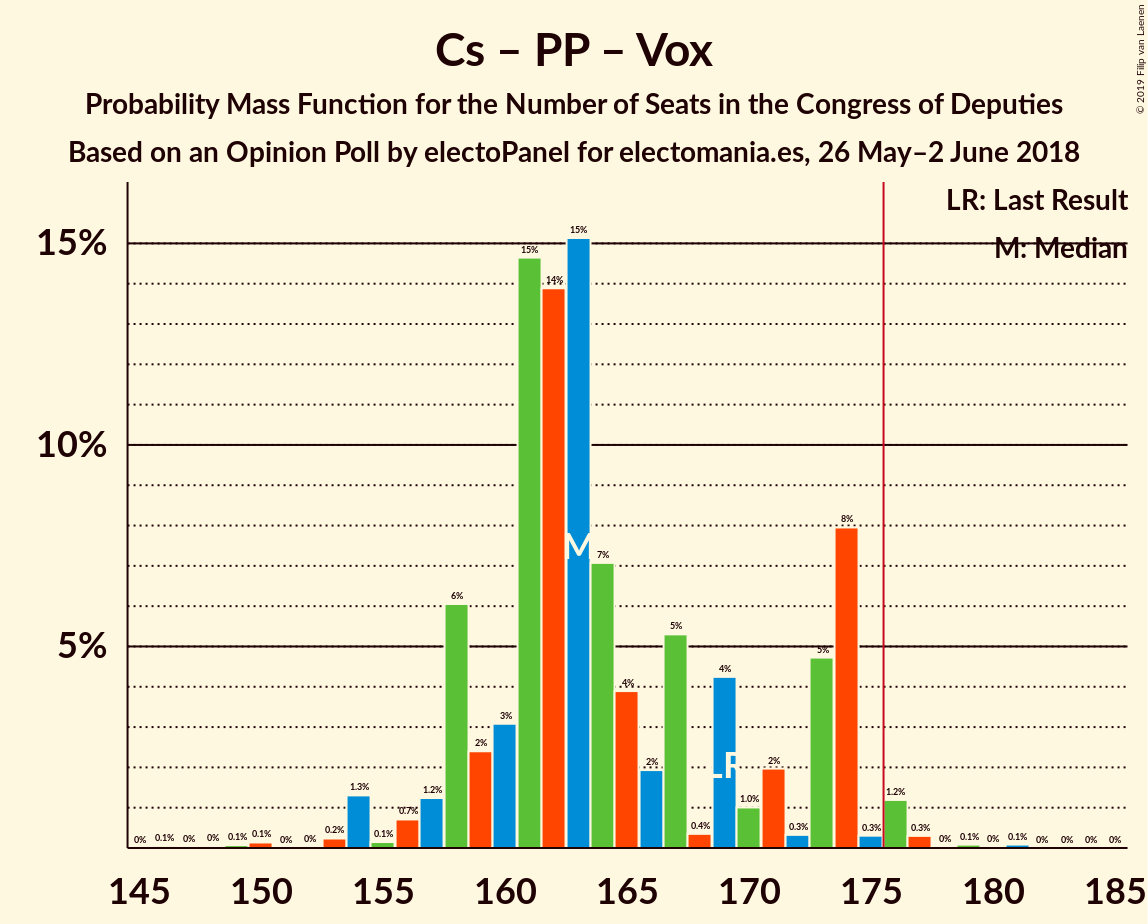 Cs – PP – Vox
Probability Mass Function for the Number of Seats in the Congress of Deputies
Based on an Opinion Poll by electoPanel for electomania.es, 26 May–2 June 2018
© 2019 Filip van Laenen
LR: Last Result
M: Median
15%
10%
5%
0% 0.1% 0% 0% 0.1% 0.1% 0% 0% 0.2% 1.3% 0.1% 0.7% 1.2% 6% 2% 3% 15% 14% 15% 7% 4% 2% 5% 0.4% 4% 1.0% 2% 0.3% 5% 8% 0.3% 1.2% 0.3% 0% 0.1% 0% 0.1% 0% 0% 0% 0%
M
LR
145 150 155 160 165 170 175 180 185